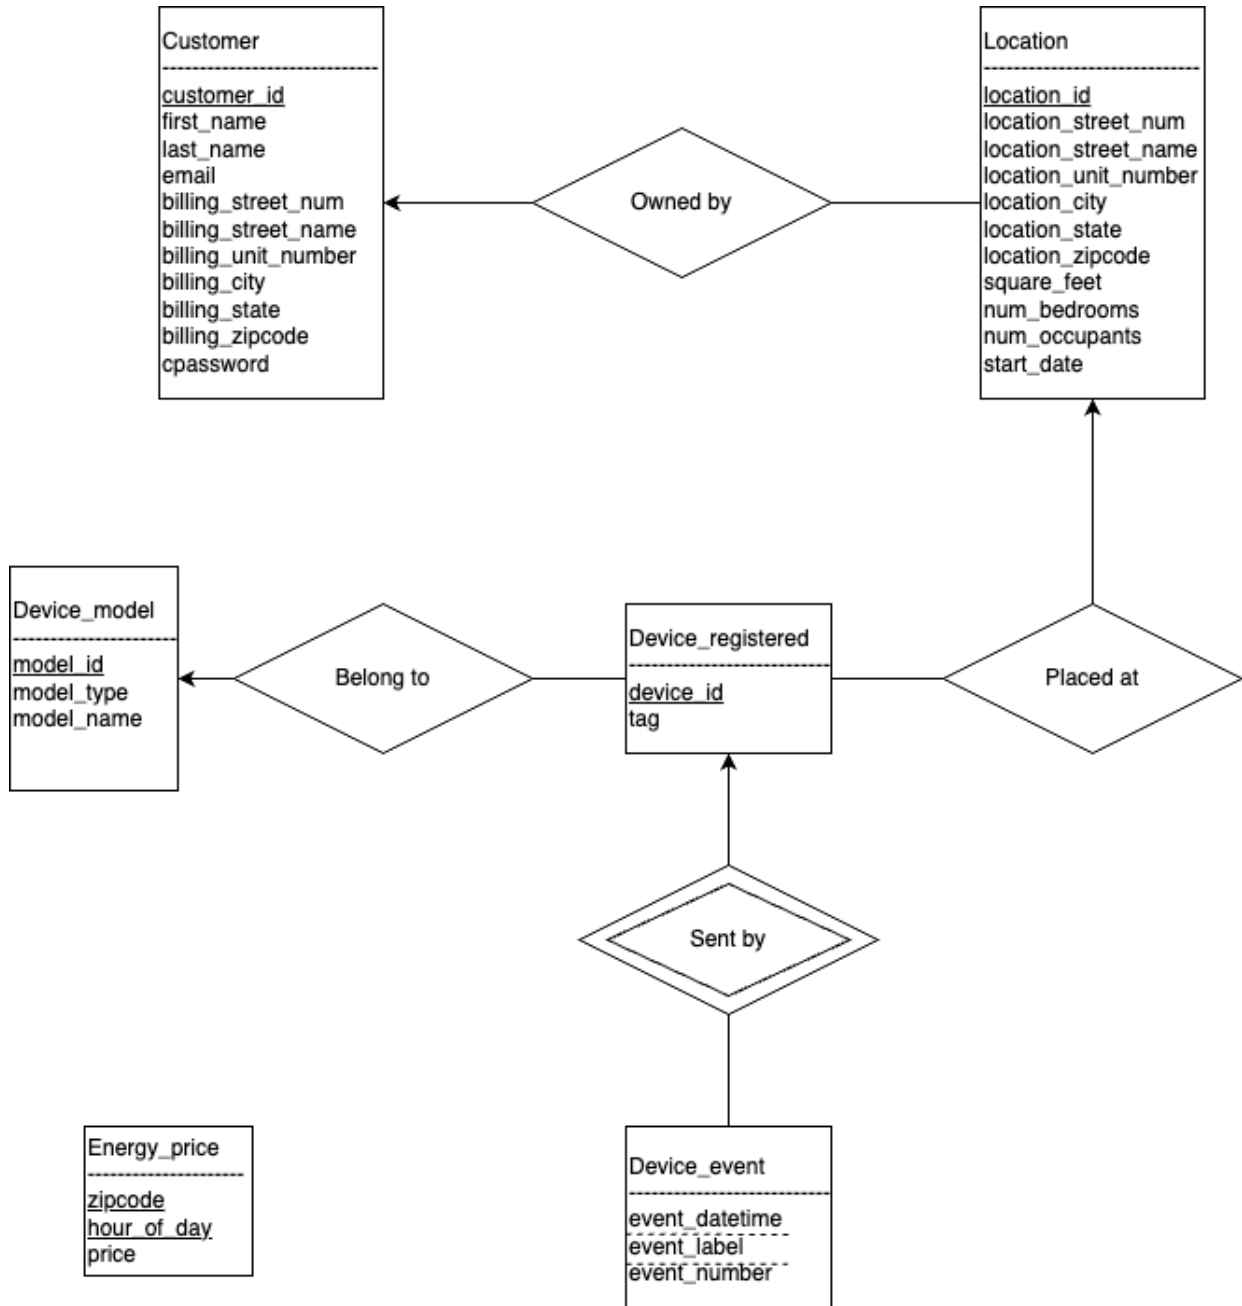 Customer
customer_id
first_name
last_name
email
billing_street_num
billing_street_name
billing_unit_number
billing_city
billing_state
billing_zipcode
cpassword
Owned by
Location
location_id
location_street_num
location_street_name
location_unit_number
location_city
location_state
location_zipcode
square_feet
num_bedrooms
num_occupants
start_date
Device_model
model_id
model_type
model_name
Belong to
Device_registered
device_id
tag
Placed at
Sent by
Energy_price
zipcode
hour_of_day
price
Device_event
event_datetime
event_label
event_number